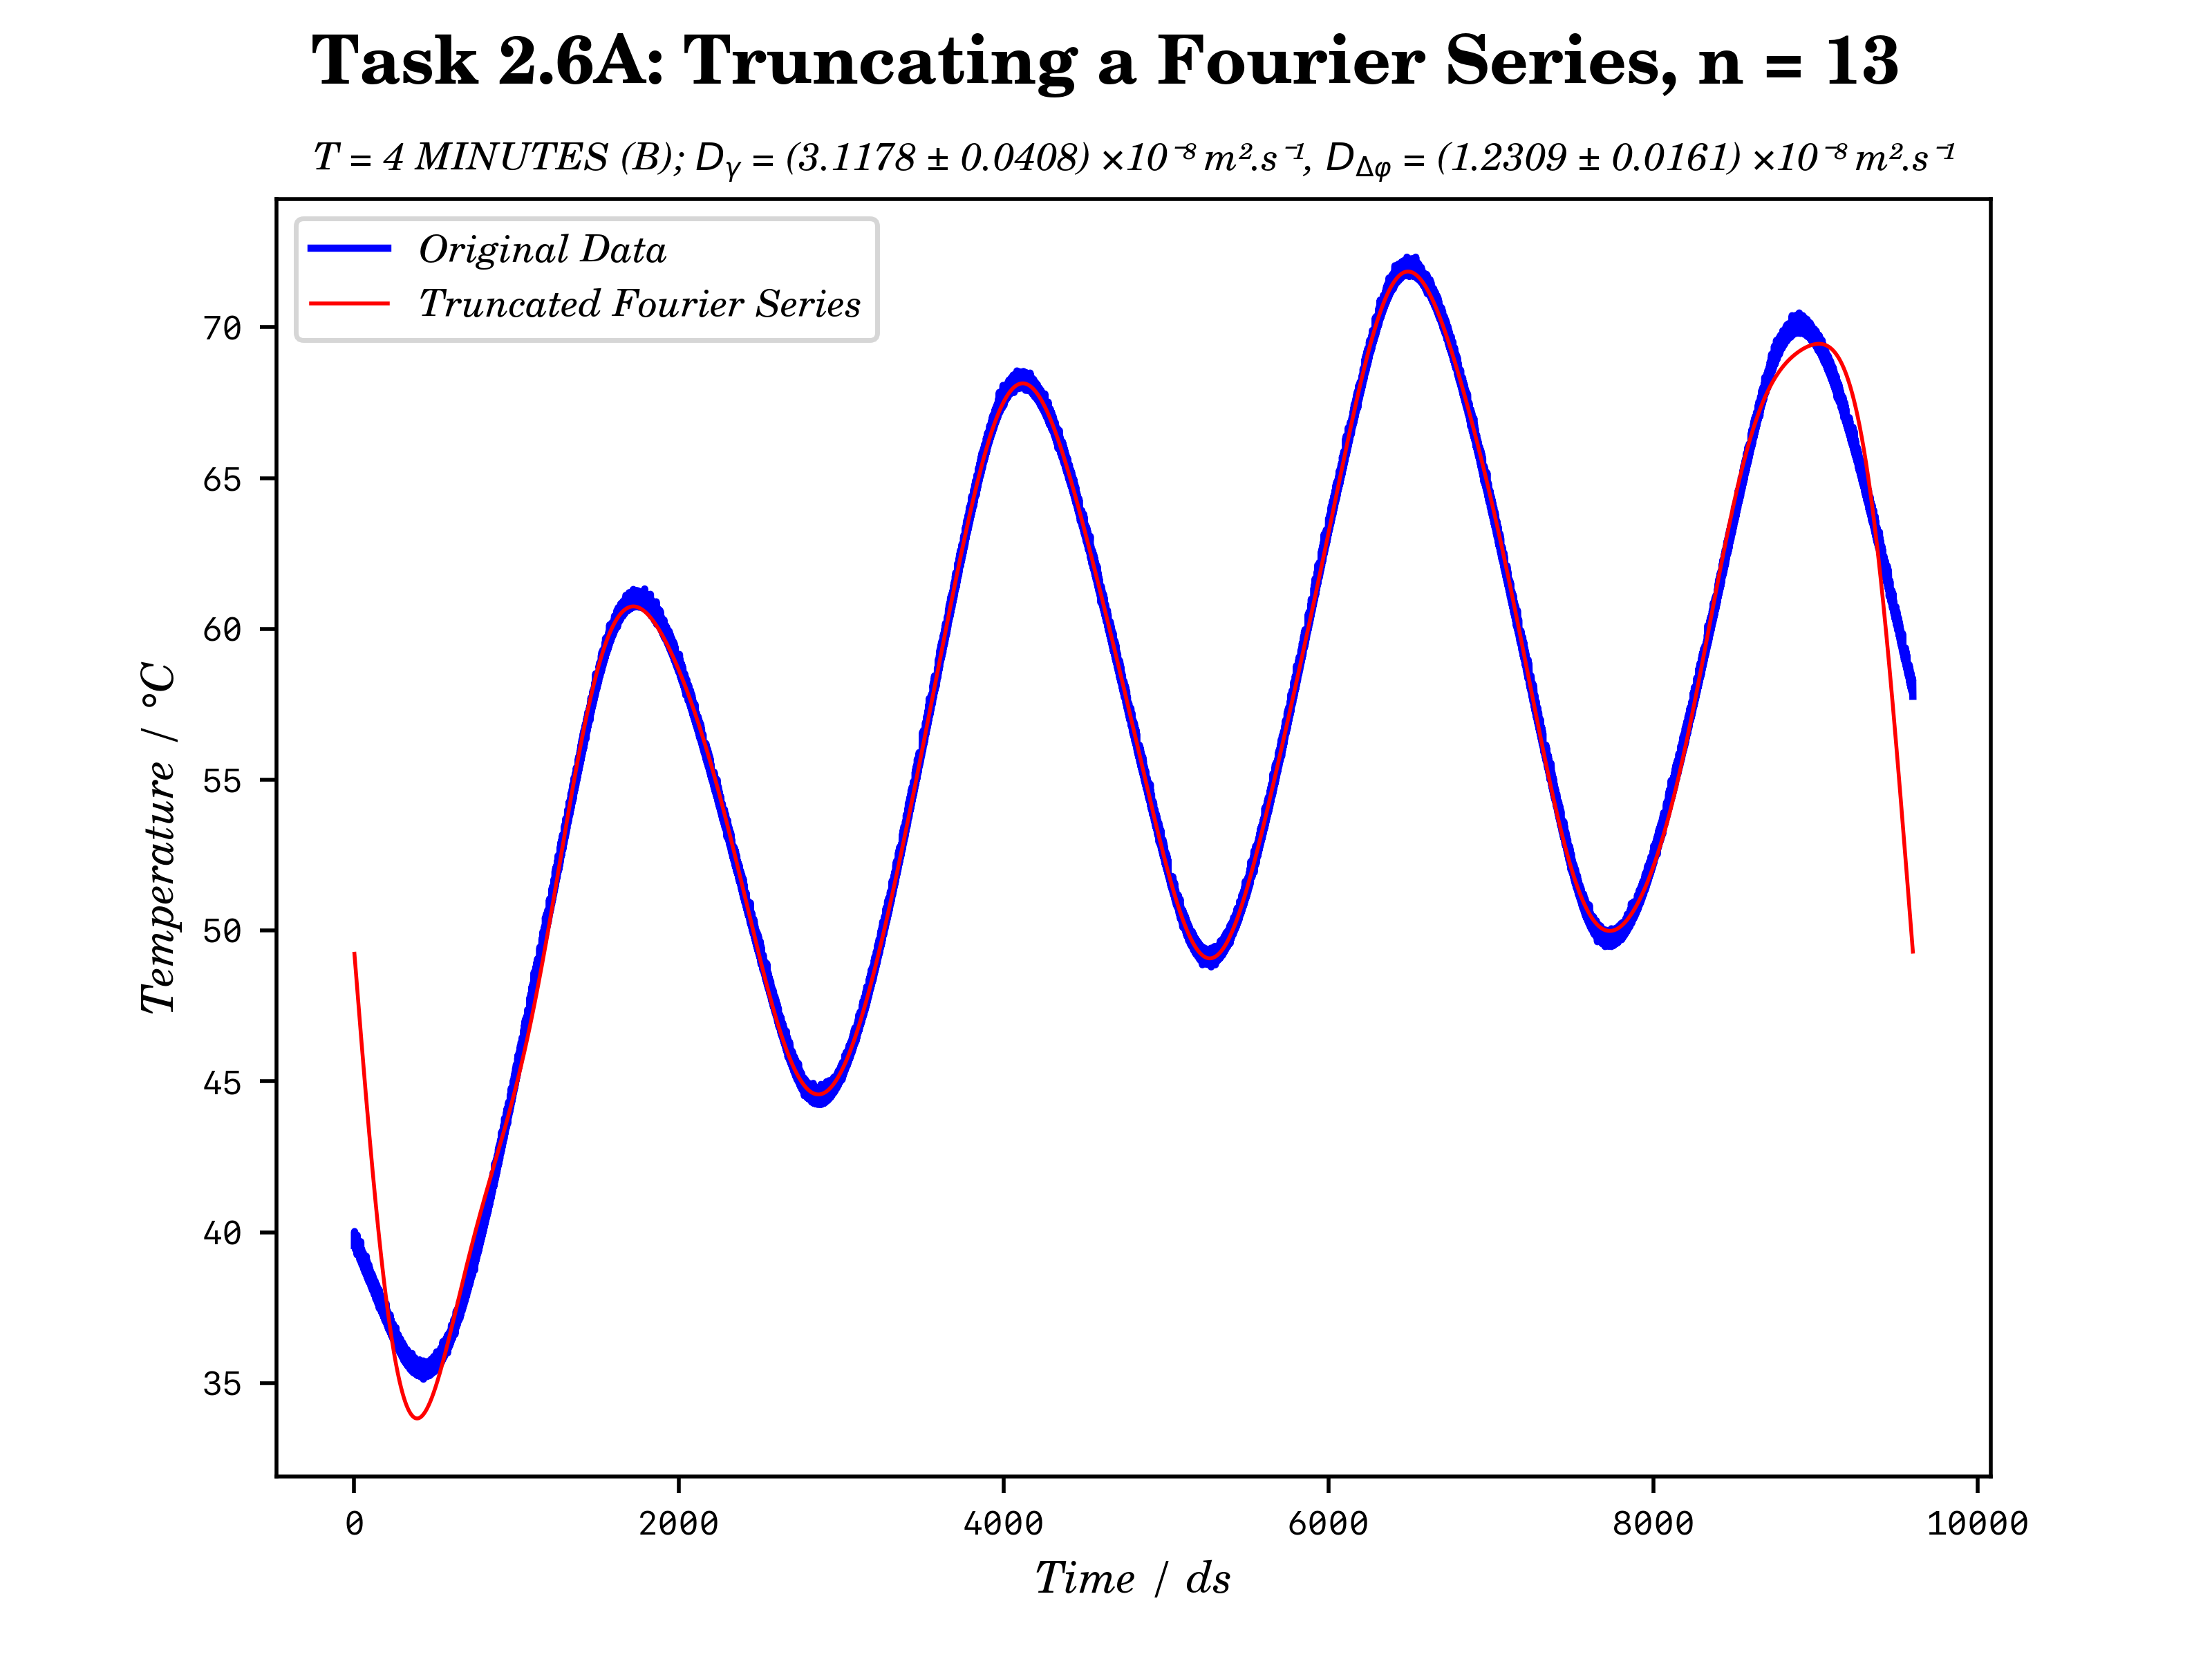 Task 2.6A: Truncating a Fourier Series, n = 13
T = 4 MINUTES (B); Dᵧ = (3.1178 ± 0.0408) ×10⁻⁸ m².s⁻¹, D_Δφ = (1.2309 ± 0.0161) ×10⁻⁸ m².s⁻¹
Original Data
Truncated Fourier Series
70
65
60
55
50
45
40
35
Temperature / °C
0 2000 4000 6000 8000 10000
Time / ds